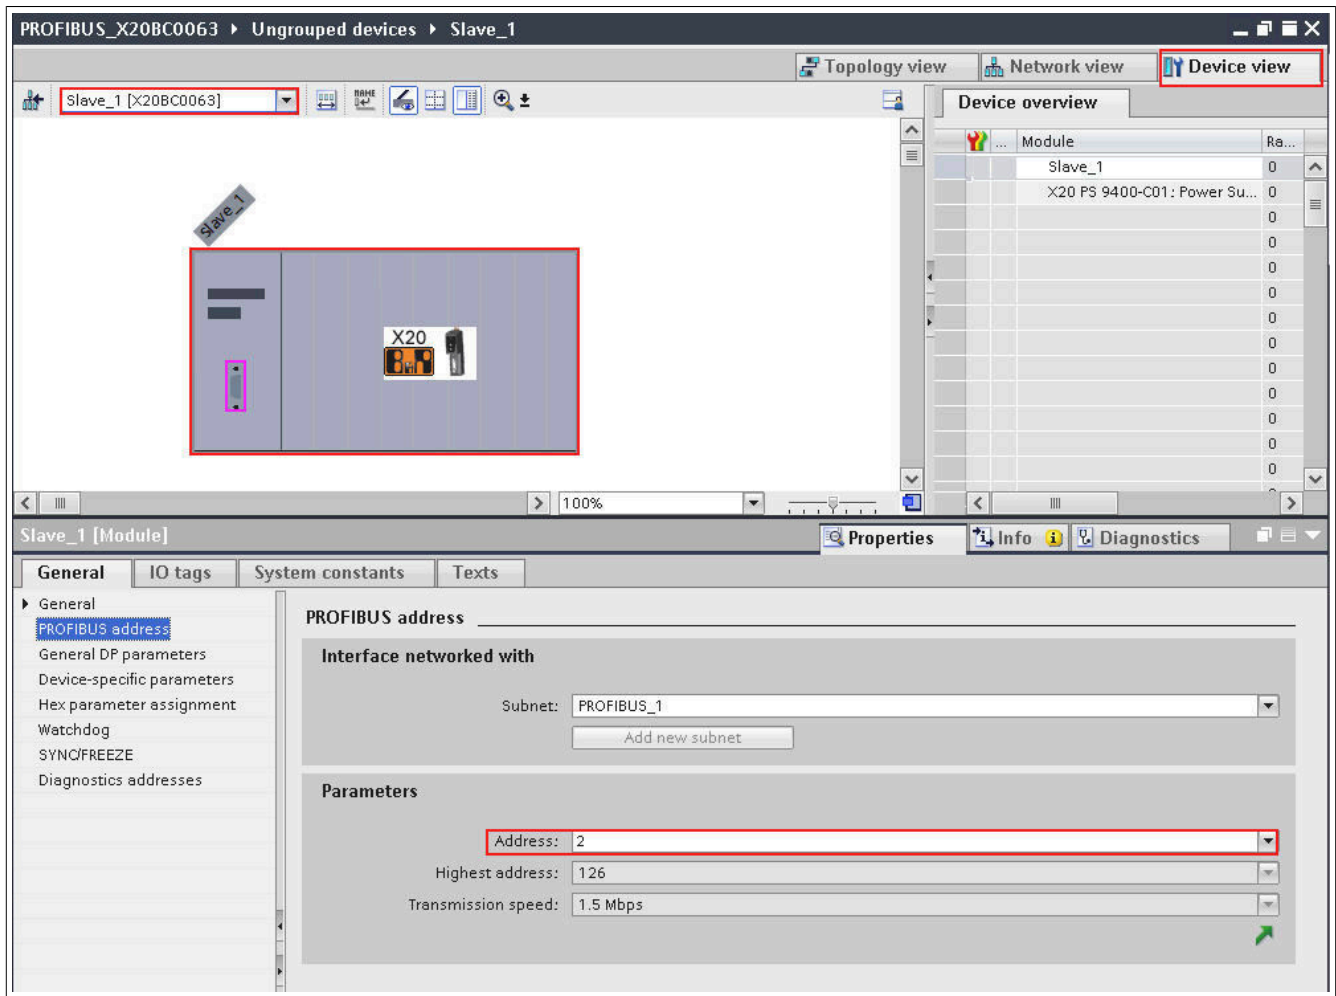 PROFIBUS_X20BC0063 ▸ Ungrouped devices ▸ Slave_1
Topology view
Network view
Device view
Slave_1 [X20BC0063]
NAME
Device overview
... Module Ra...
Slave_1 0
X20 PS 9400-C01: Power Su... 0
0
0
0
0
0
0
0
0
0
0
0
slave_1
X20
B&R
100%
Slave_1 [Module]
Properties
Info
Diagnostics
General
IO tags
System constants
Texts
General
PROFIBUS address
General DP parameters
Device-specific parameters
Hex parameter assignment
Watchdog
SYNC/FREEZE
Diagnostics addresses
PROFIBUS address
Interface networked with
Subnet: PROFIBUS_1
Add new subnet
Parameters
Address: 2
Highest address: 126
Transmission speed: 1.5 Mbps